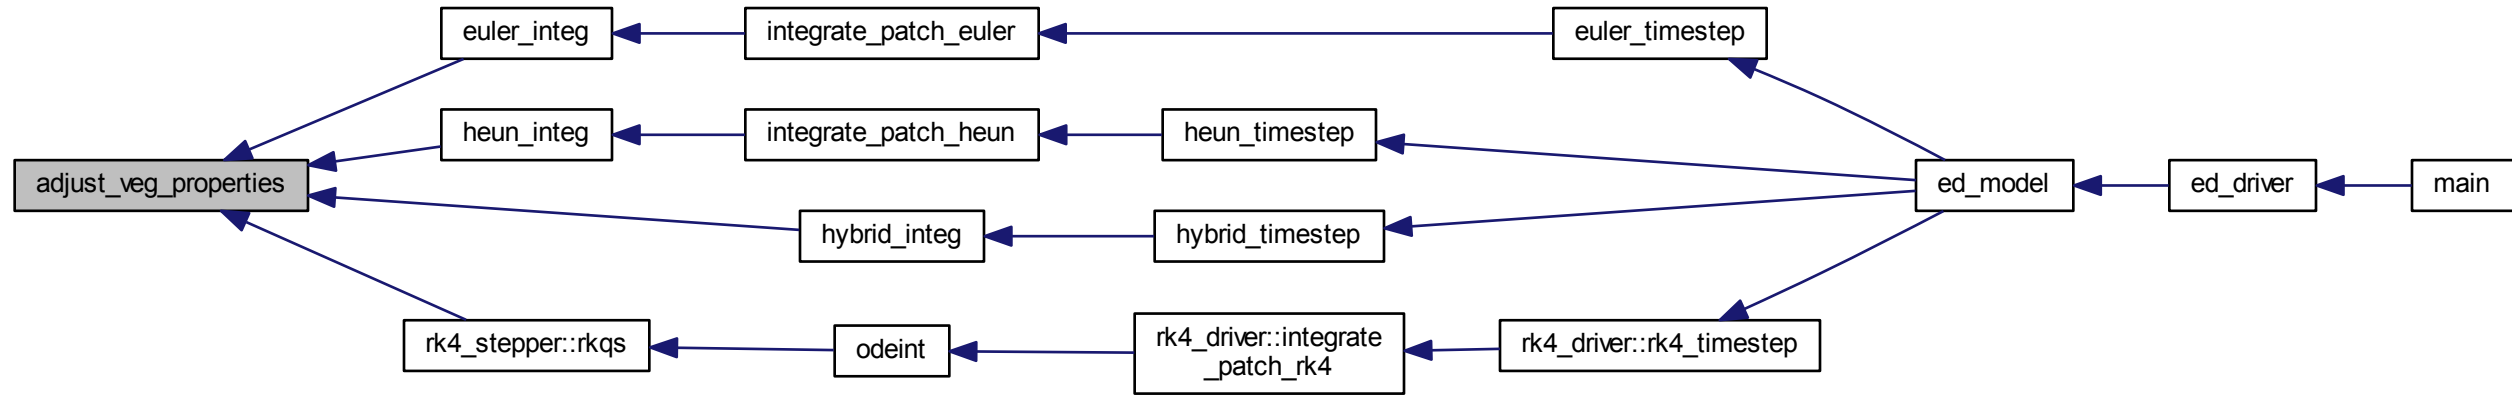 euler_integ
integrate_patch_euler
euler_timestep
heun_integ
integrate_patch_heun
heun_timestep
adjust_veg_properties
ed_model
ed_driver
main
hybrid_integ
hybrid_timestep
rk4_stepper::rkqs
odeint
rk4_driver::integrate
_patch_rk4
rk4_driver::rk4_timestep